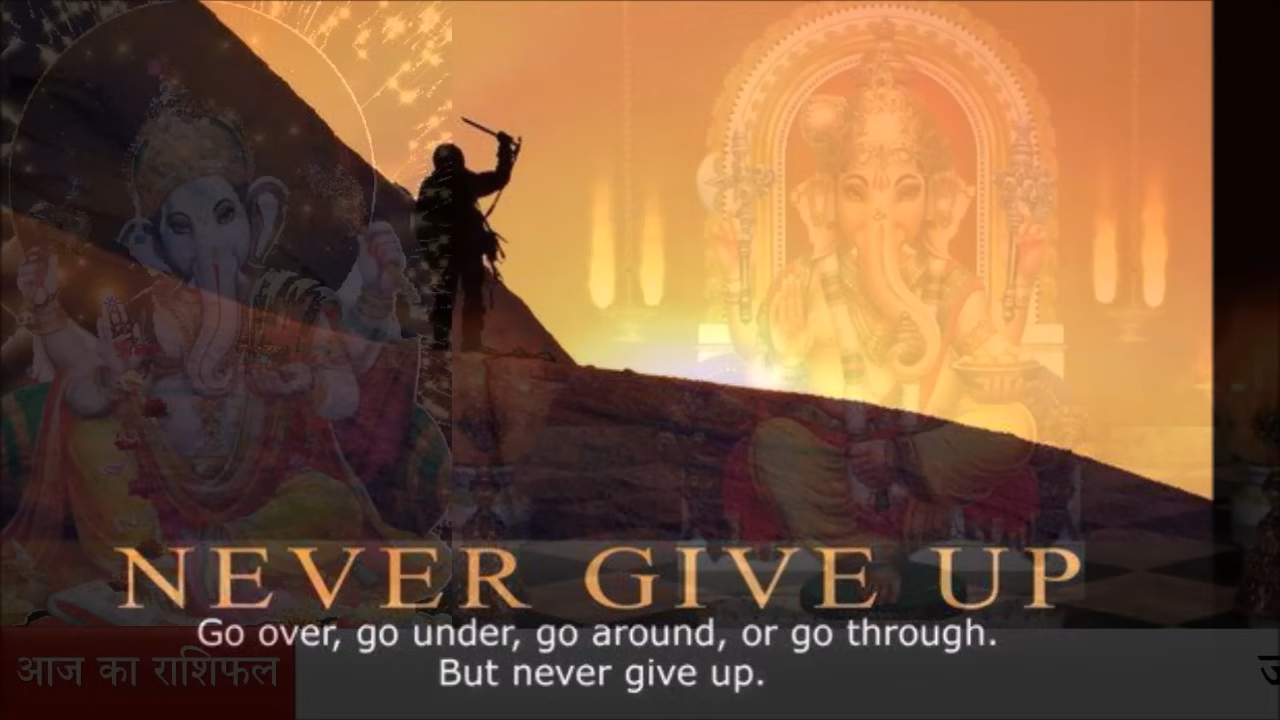 NEVER GIVE UP
Go over, go under, go around, or go through.
But never give up.
आज का राशिफल